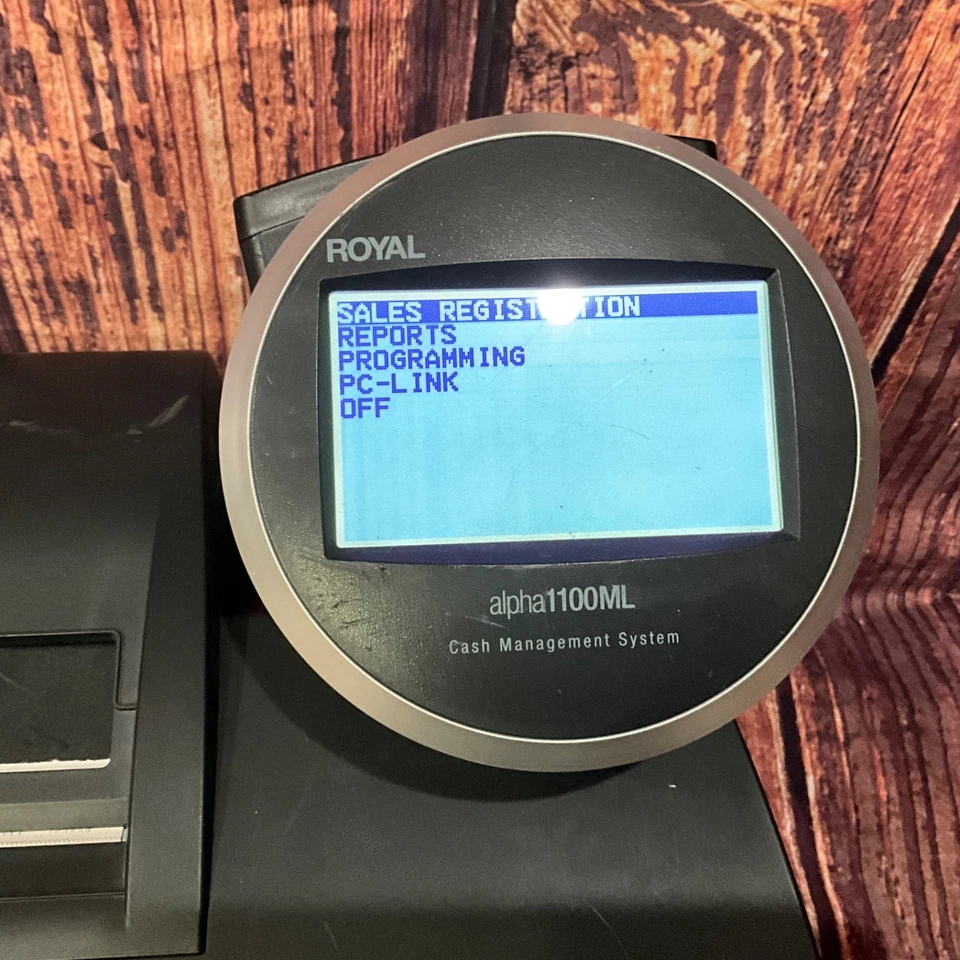 ROYAL
SALES REGISTRATION
REPORTS
PROGRAMMING
PC-LINK
OFF
alpha1100ML
Cash Management System